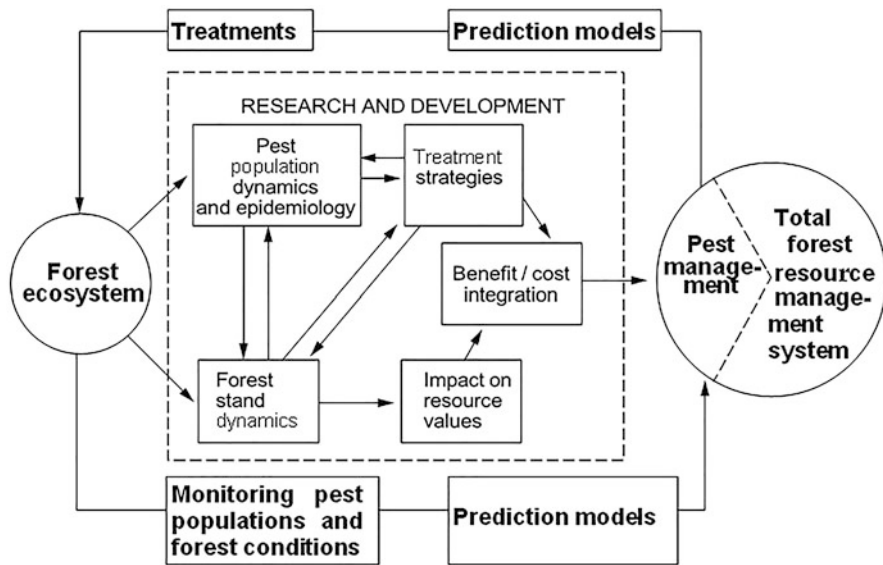 Treatments
Prediction models
RESEARCH AND DEVELOPMENT
Pest
population
dynamics
and epidemiology
Treatment
strategies
Forest
ecosystem
Benefit / cost
integration
Pest
manage-
ment
Total
forest
resource
manage-
ment
system
Forest
stand
dynamics
Impact on
resource
values
Monitoring pest
populations and
forest conditions
Prediction models